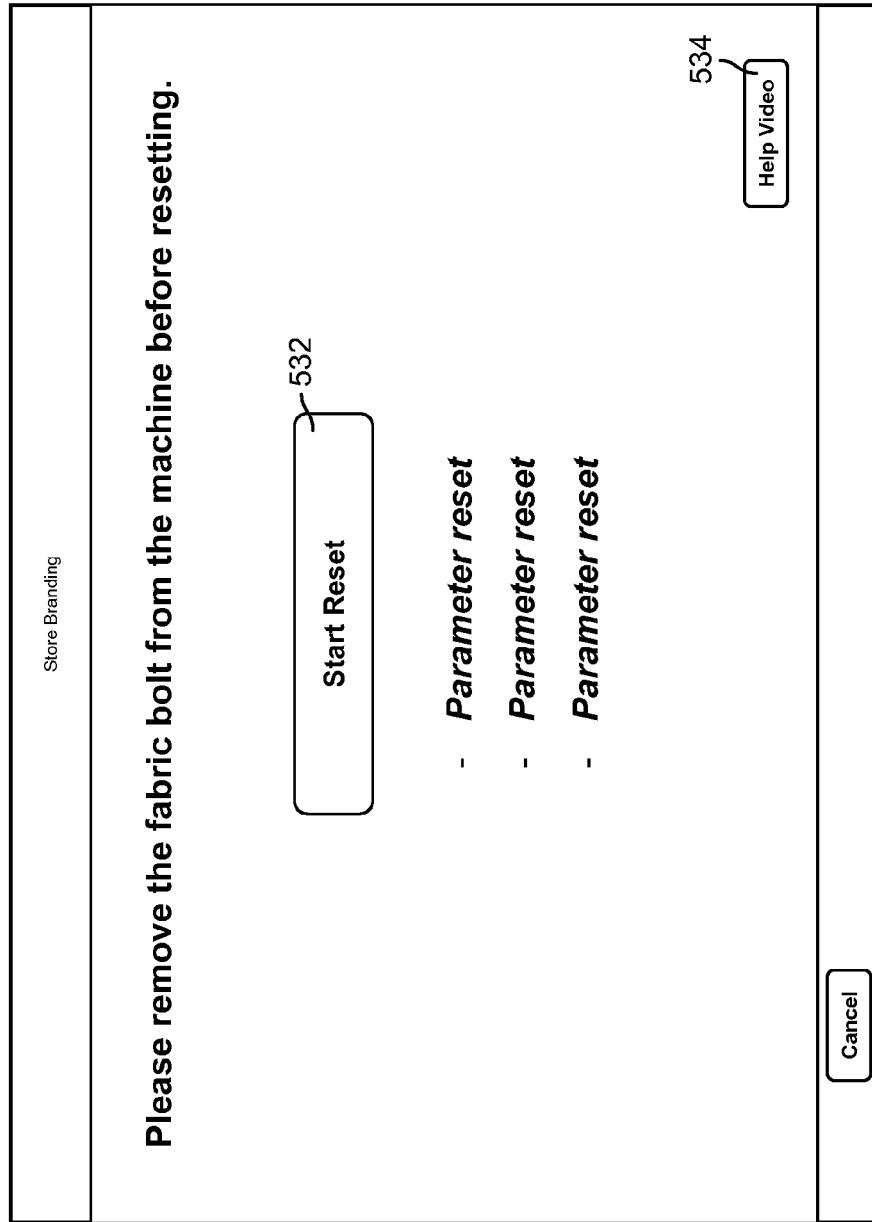 Store Branding
Please remove the fabric bolt from the machine before resetting.
532
Start Reset
- Parameter reset
- Parameter reset
- Parameter reset
534
Help Video
Cancel